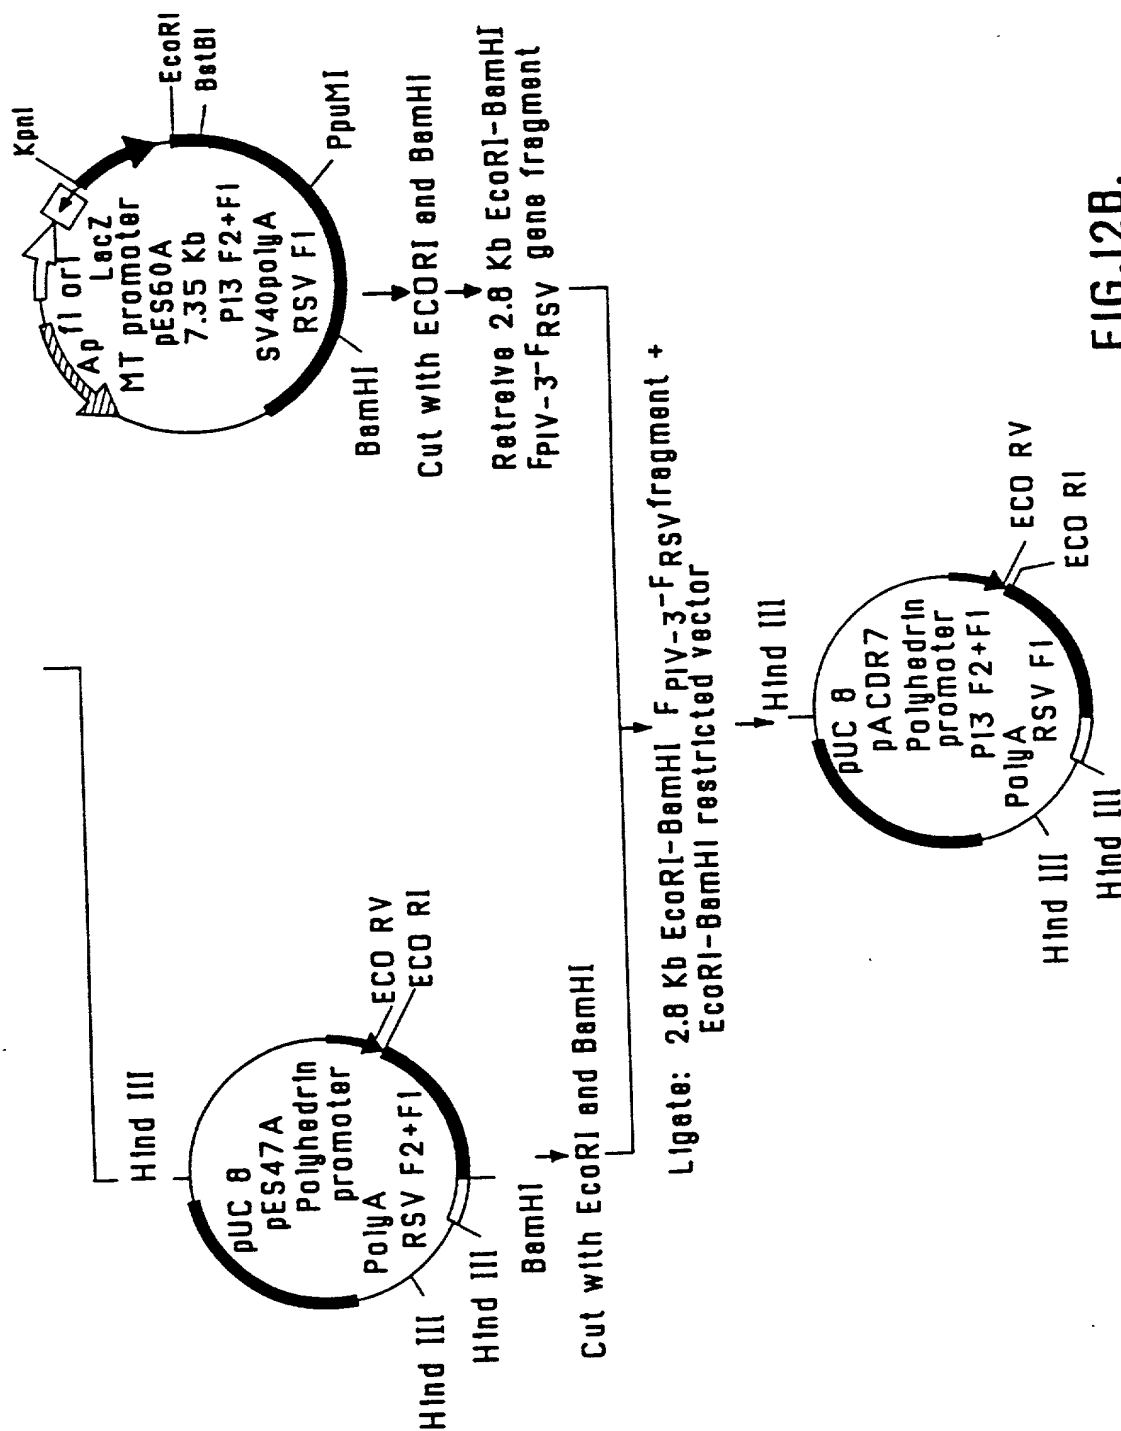 Hind III
pUC 8
pES47A
Polyhedrin
promoter
PolyA
RSV F2+F1
ECO RV
ECO RI
Hind III
Hind III
BamHI
Cut with EcoRI and BamHI
KpnI
EcoRI
BstBI
PpuMI
BamHI
Ap
f1 ori
LacZ
MT promoter
pES60A
7.35 Kb
PI3 F2+F1
SV40polyA
RSV F1
Cut with ECORI and BamHI
Retreive 2.8 Kb EcoRI-BamHI
FPIV-3-FRSV gene fragment
Ligate: 2.8 Kb EcoRI-BamHI F PIV-3-FRSV fragment +
EcoRI-BamHI restricted vector
Hind III
pUC 8
pACDR7
Polyhedrin
promoter
PI3 F2+F1
PolyA
RSV F1
ECO RV
ECO RI
Hind III
Hind III
FIG.12B.